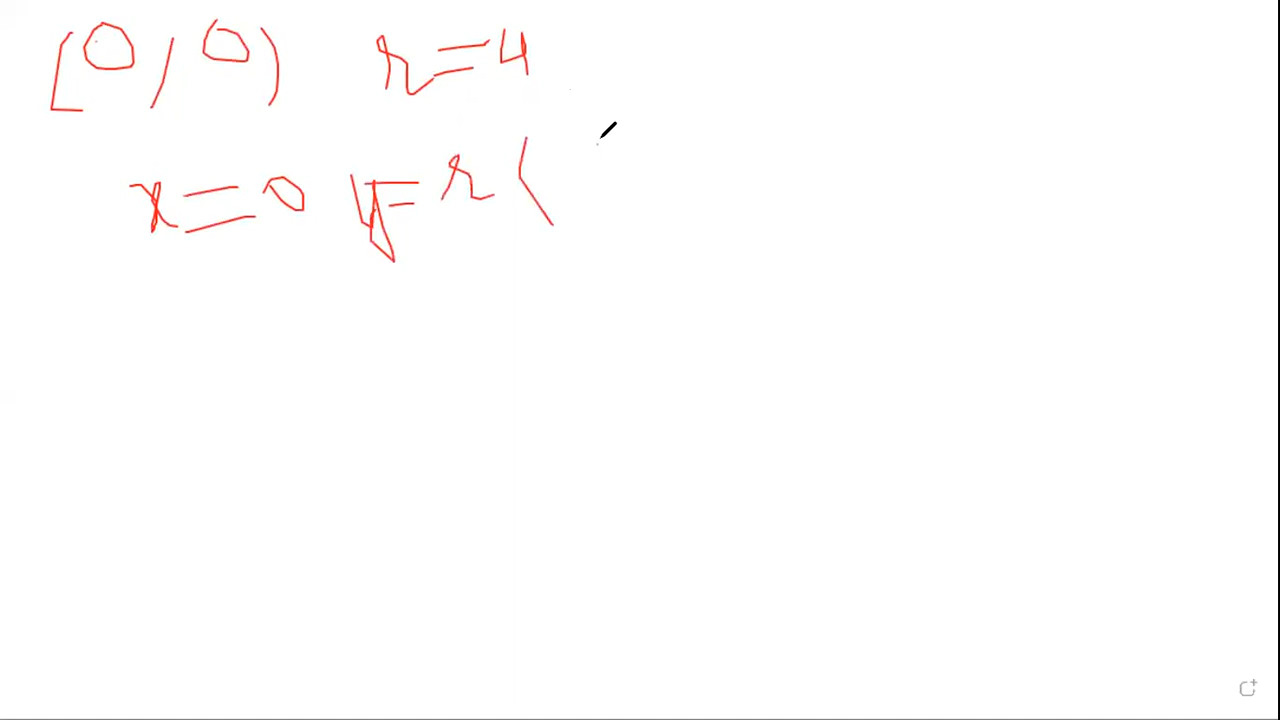 (0, 0) r=4
x=0 y=r(